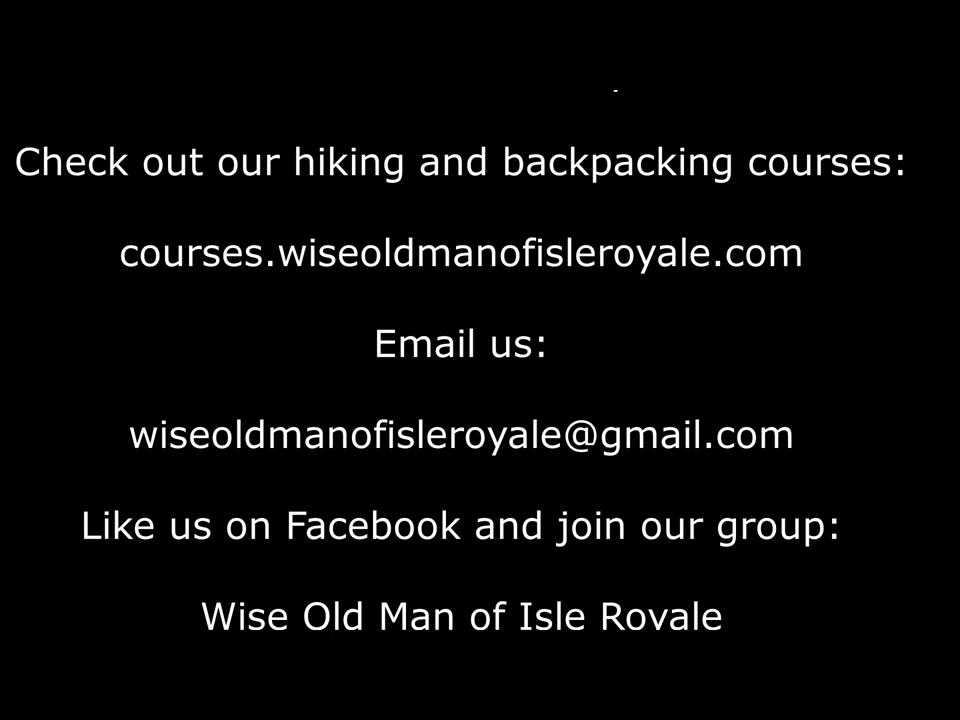 Check out our hiking and backpacking courses:
courses.wiseoldmanofisleroyale.com
Email us:
wiseoldmanofisleroyale@gmail.com
Like us on Facebook and join our group:
Wise Old Man of Isle Rovale